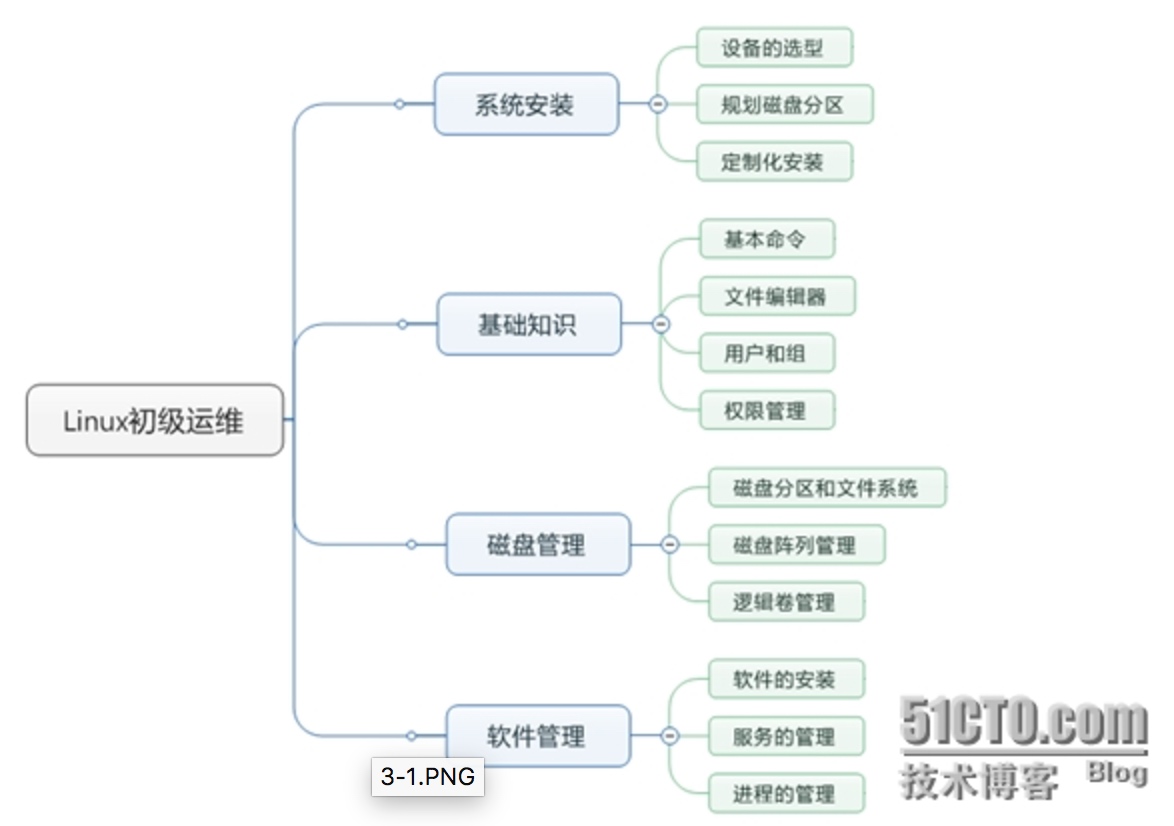 Linux初级运维
系统安装
设备的选型
规划磁盘分区
定制化安装
基础知识
基本命令
文件编辑器
用户和组
权限管理
磁盘管理
磁盘分区和文件系统
磁盘阵列管理
逻辑卷管理
软件管理
软件的安装
服务的管理
进程的管理
3-1.PNG
51CTO.com
技术博客 Blog